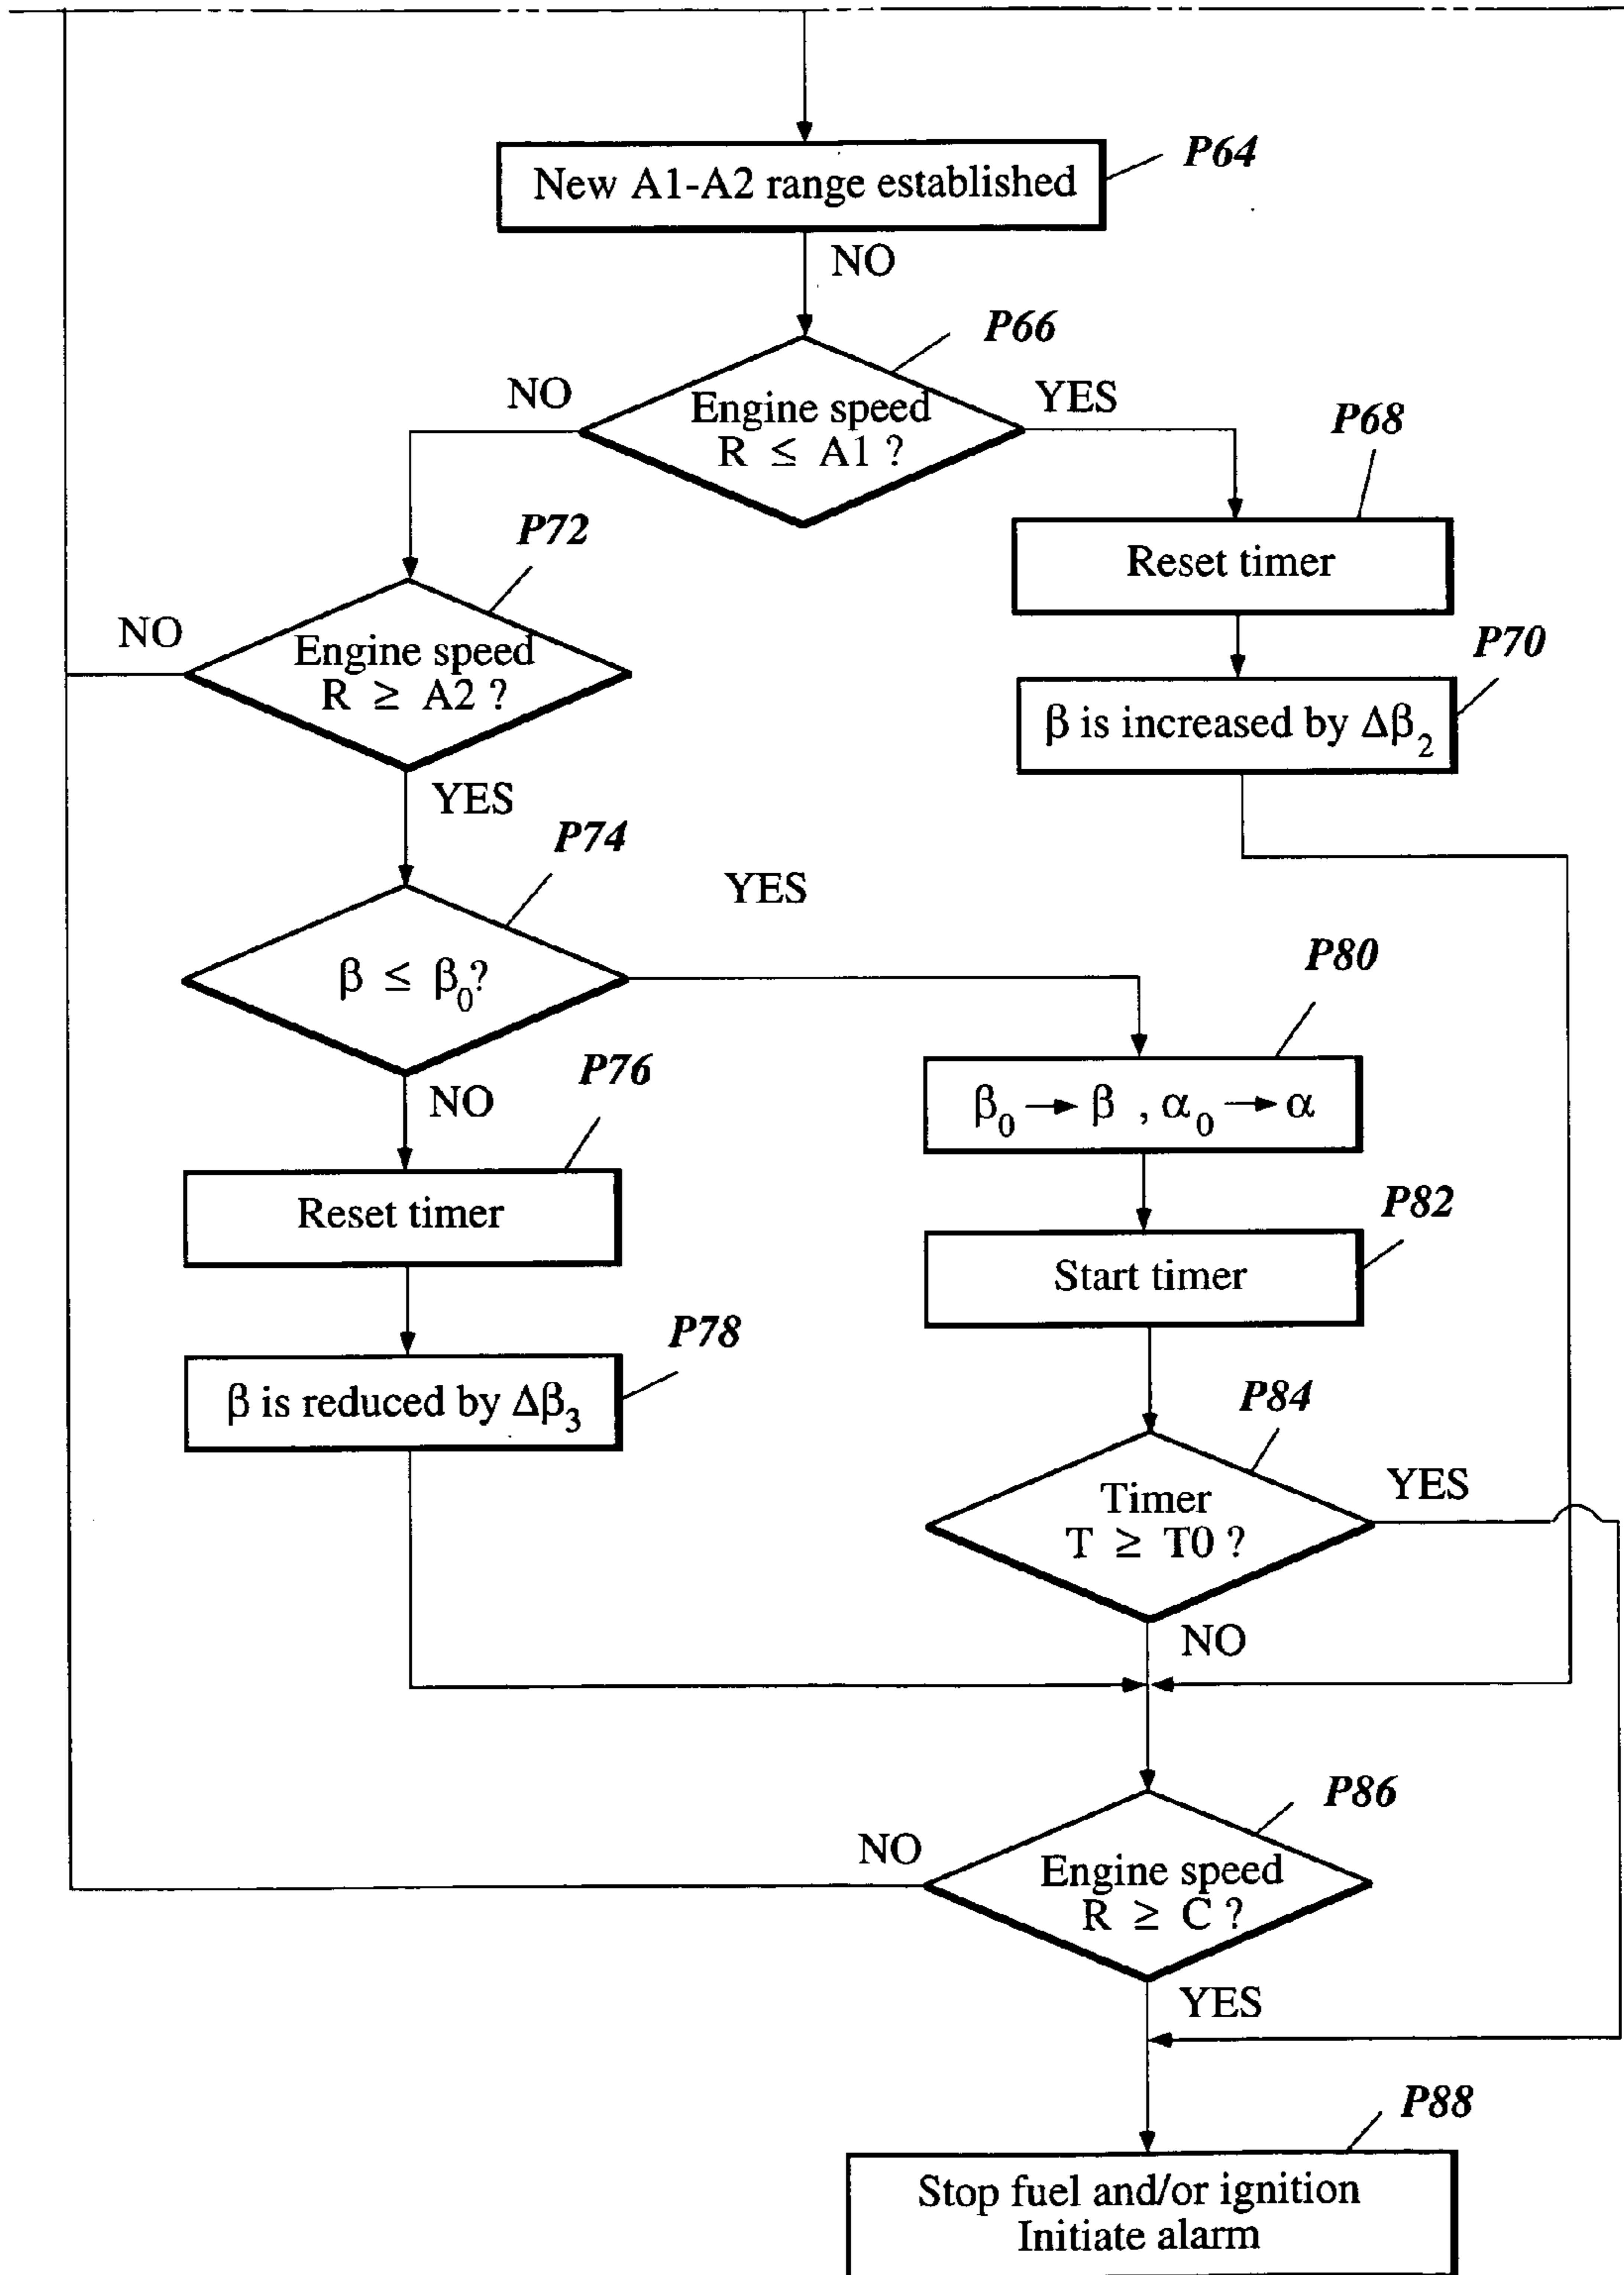 P64
New A1-A2 range established
NO
P66
NO
YES
Engine speed
R ≤ A1 ?
P68
P72
Reset timer
NO
P70
Engine speed
R ≥ A2 ?
β is increased by Δβ₂
YES
P74
YES
P80
β ≤ β₀?
P76
NO
β₀ → β , α₀ → α
P82
Reset timer
Start timer
P78
P84
β is reduced by Δβ₃
YES
Timer
T ≥ T0 ?
NO
P86
NO
Engine speed
R ≥ C ?
YES
P88
Stop fuel and/or ignition
Initiate alarm